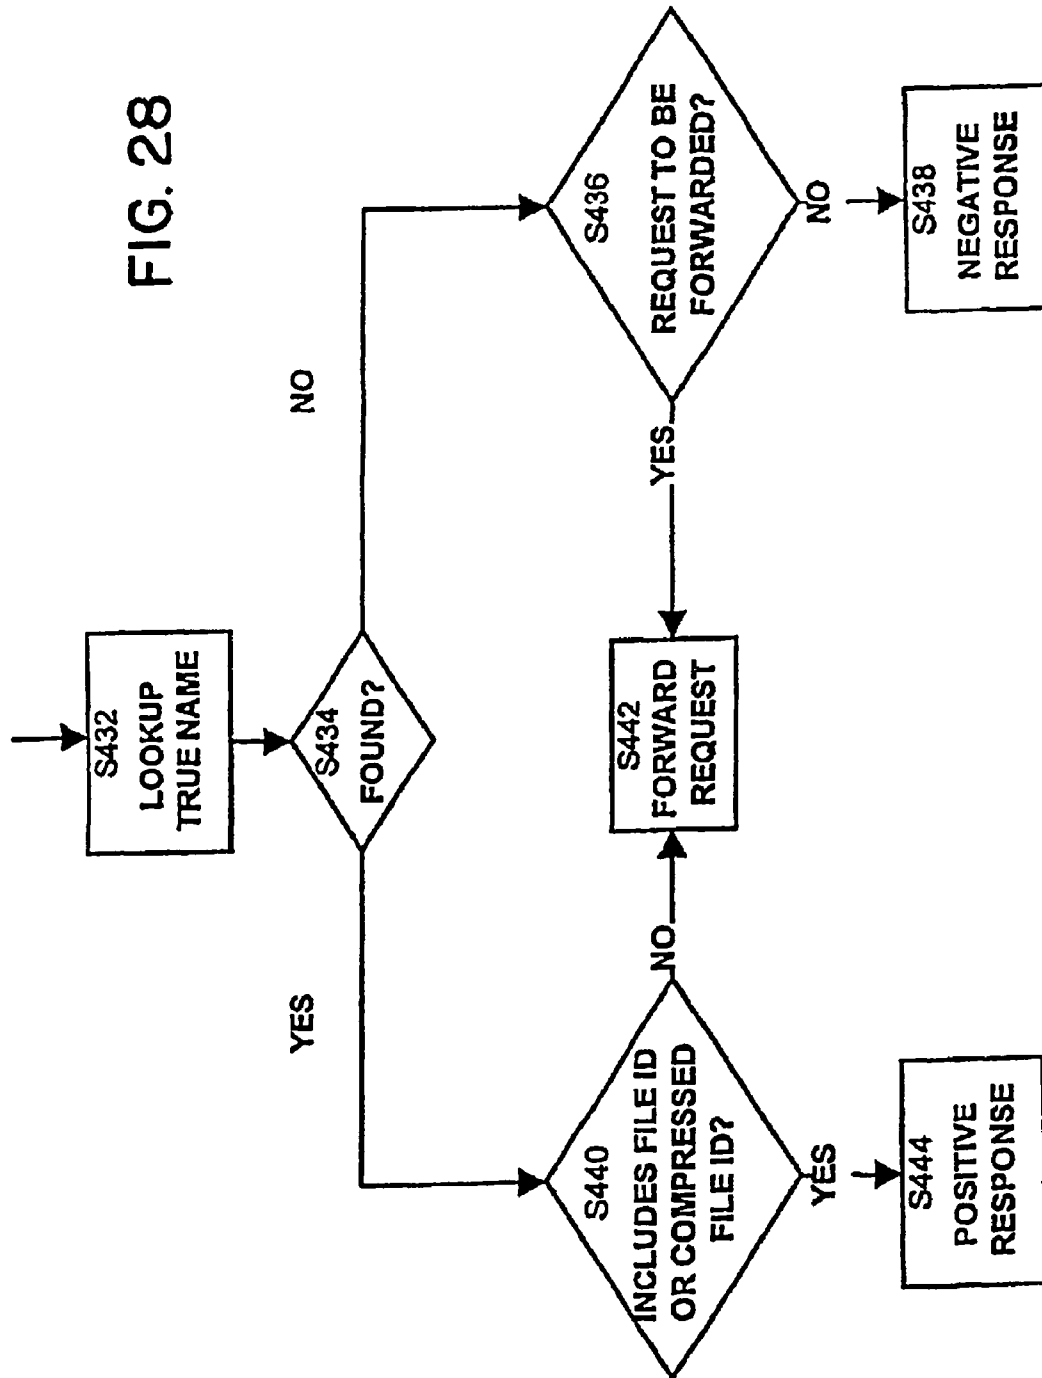 FIG. 28
S432
LOOKUP
TRUE NAME
S434
FOUND?
YES
NO
S440
INCLUDES FILE ID
OR COMPRESSED
FILE ID?
NO
YES
S442
FORWARD
REQUEST
S436
REQUEST TO BE
FORWARDED?
YES
NO
S444
POSITIVE
RESPONSE
S438
NEGATIVE
RESPONSE